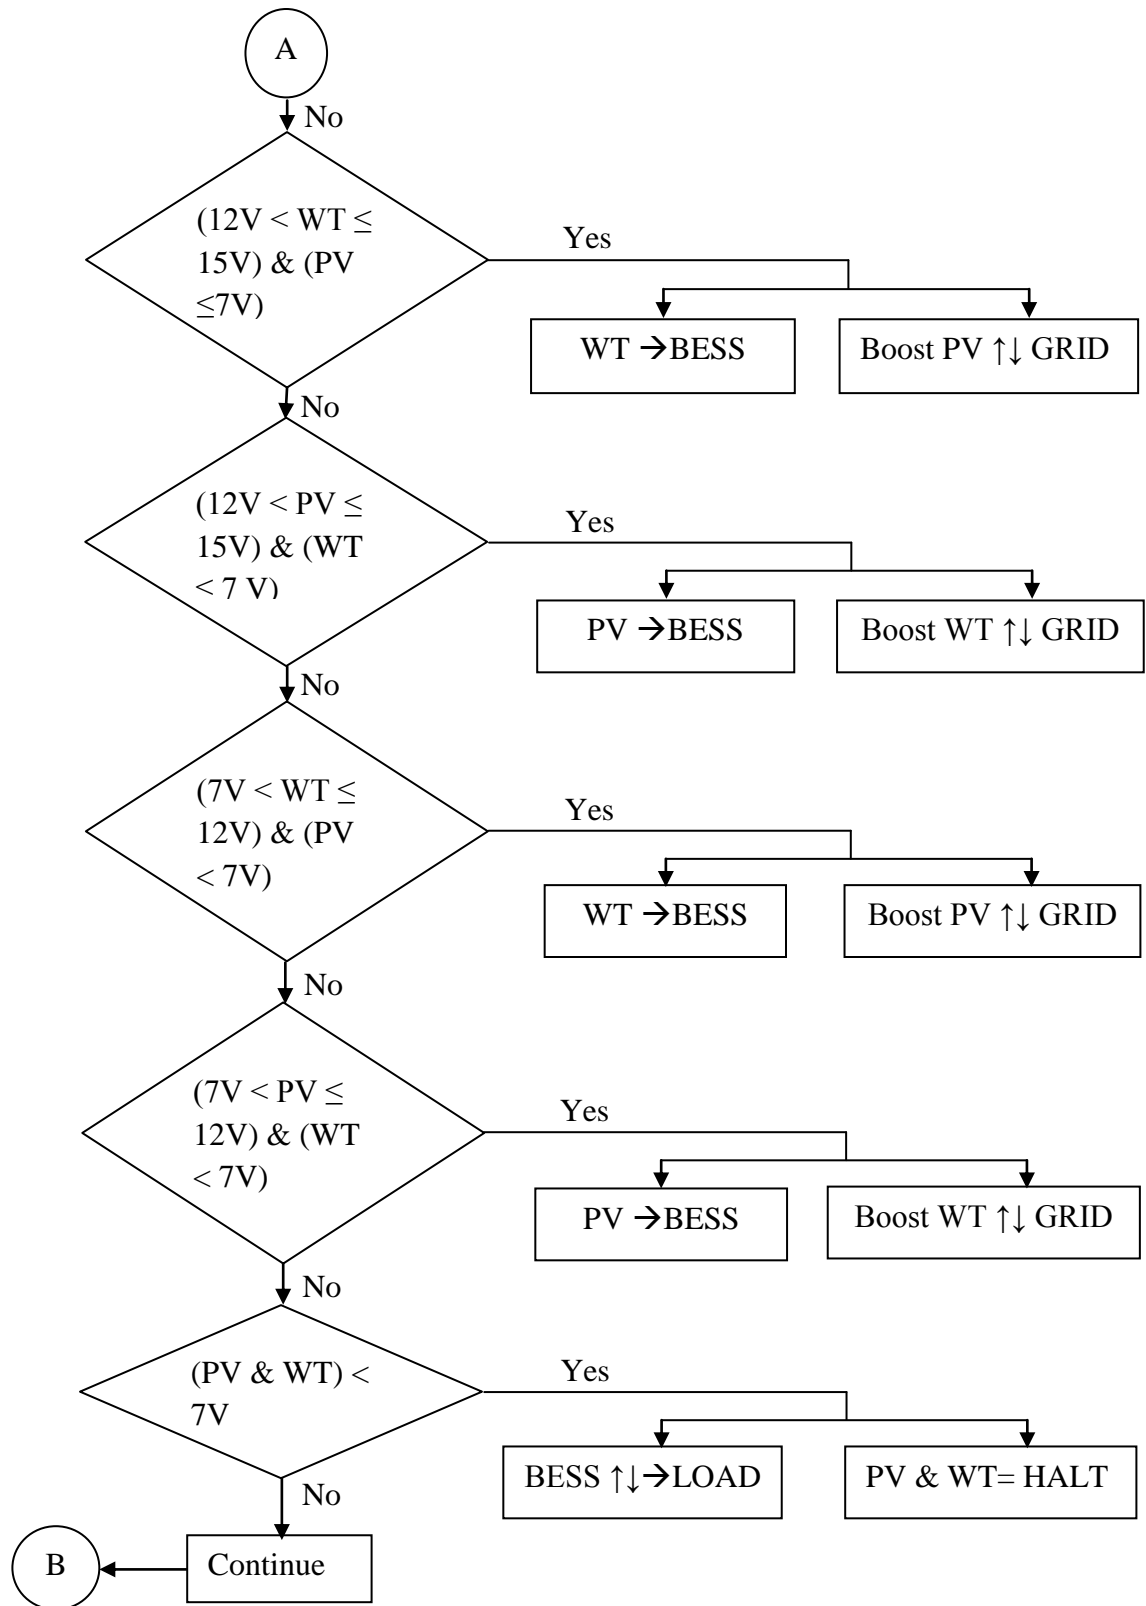 A
No
(12V < WT ≤
15V) & (PV
≤7V)
Yes
WT →BESS
Boost PV ↑↓ GRID
No
(12V < PV ≤
15V) & (WT
< 7 V)
Yes
PV →BESS
Boost WT ↑↓ GRID
No
(7V < WT ≤
12V) & (PV
< 7V)
Yes
WT →BESS
Boost PV ↑↓ GRID
No
(7V < PV ≤
12V) & (WT
< 7V)
Yes
PV →BESS
Boost WT ↑↓ GRID
No
(PV & WT) <
7V
Yes
BESS ↑↓→LOAD
PV & WT= HALT
No
Continue
B